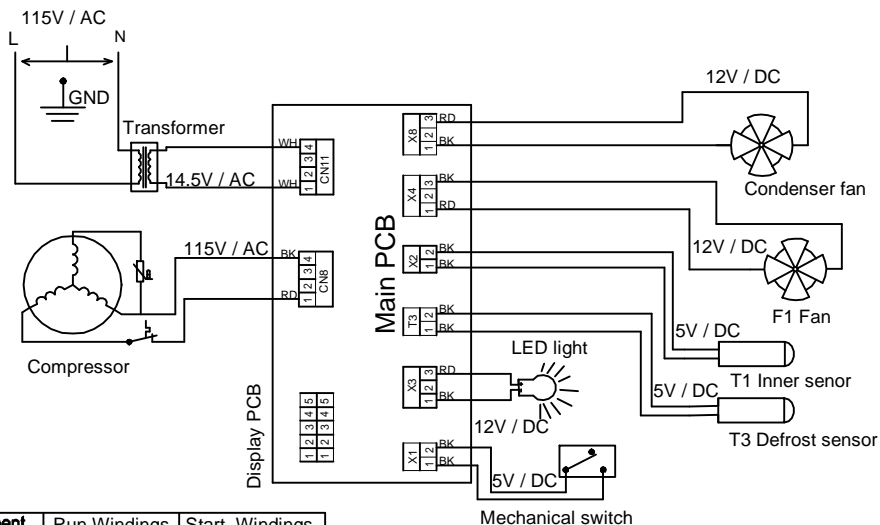 115V / AC
L
N
GND
Transformer
14.5V / AC
WH
WH
1 2 3 4
CN11
115V / AC
BK
RD
1 2 3 4
CN8
Compressor
Display PCB
1 2 3 4 5
1 2 3 4 5
Main PCB
X8
1 2 3
RD
BK
12V / DC
Condenser fan
X4
1 2 3
BK
RD
12V / DC
F1 Fan
X2
1 2
BK
BK
5V / DC
T1 Inner senor
T3
1 2
BK
BK
5V / DC
T3 Defrost sensor
X3
1 2 3
RD
BK
LED light
12V / DC
X1
1 2
BK
BK
5V / DC
Mechanical switch
Run Windings
Start Windings